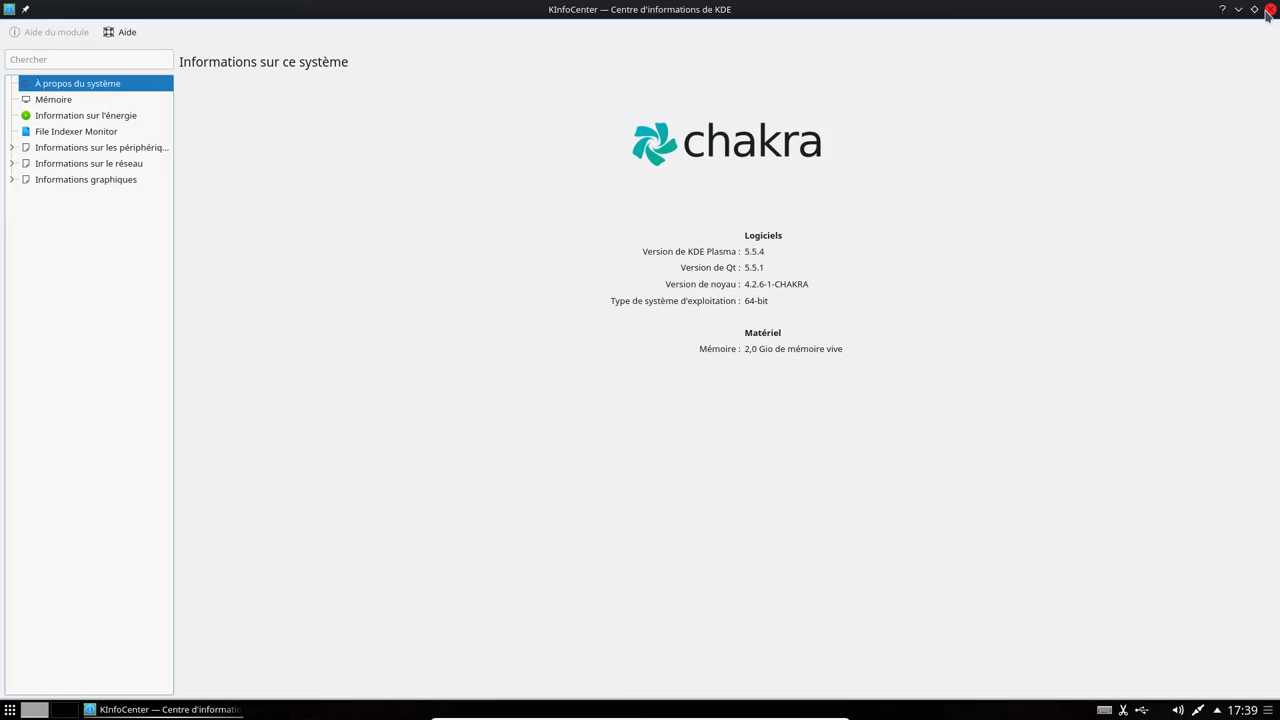 KInfoCenter — Centre d'informations de KDE
Aide du module
Aide
Chercher
Informations sur ce système
À propos du système
Mémoire
Information sur l'énergie
File Indexer Monitor
Informations sur les périphériq...
Informations sur le réseau
Informations graphiques
chakra
Logiciels
Version de KDE Plasma : 5.5.4
Version de Qt : 5.5.1
Version de noyau : 4.2.6-1-CHAKRA
Type de système d'exploitation : 64-bit
Matériel
Mémoire : 2,0 Gio de mémoire vive
KInfoCenter — Centre d'informatio
17:39